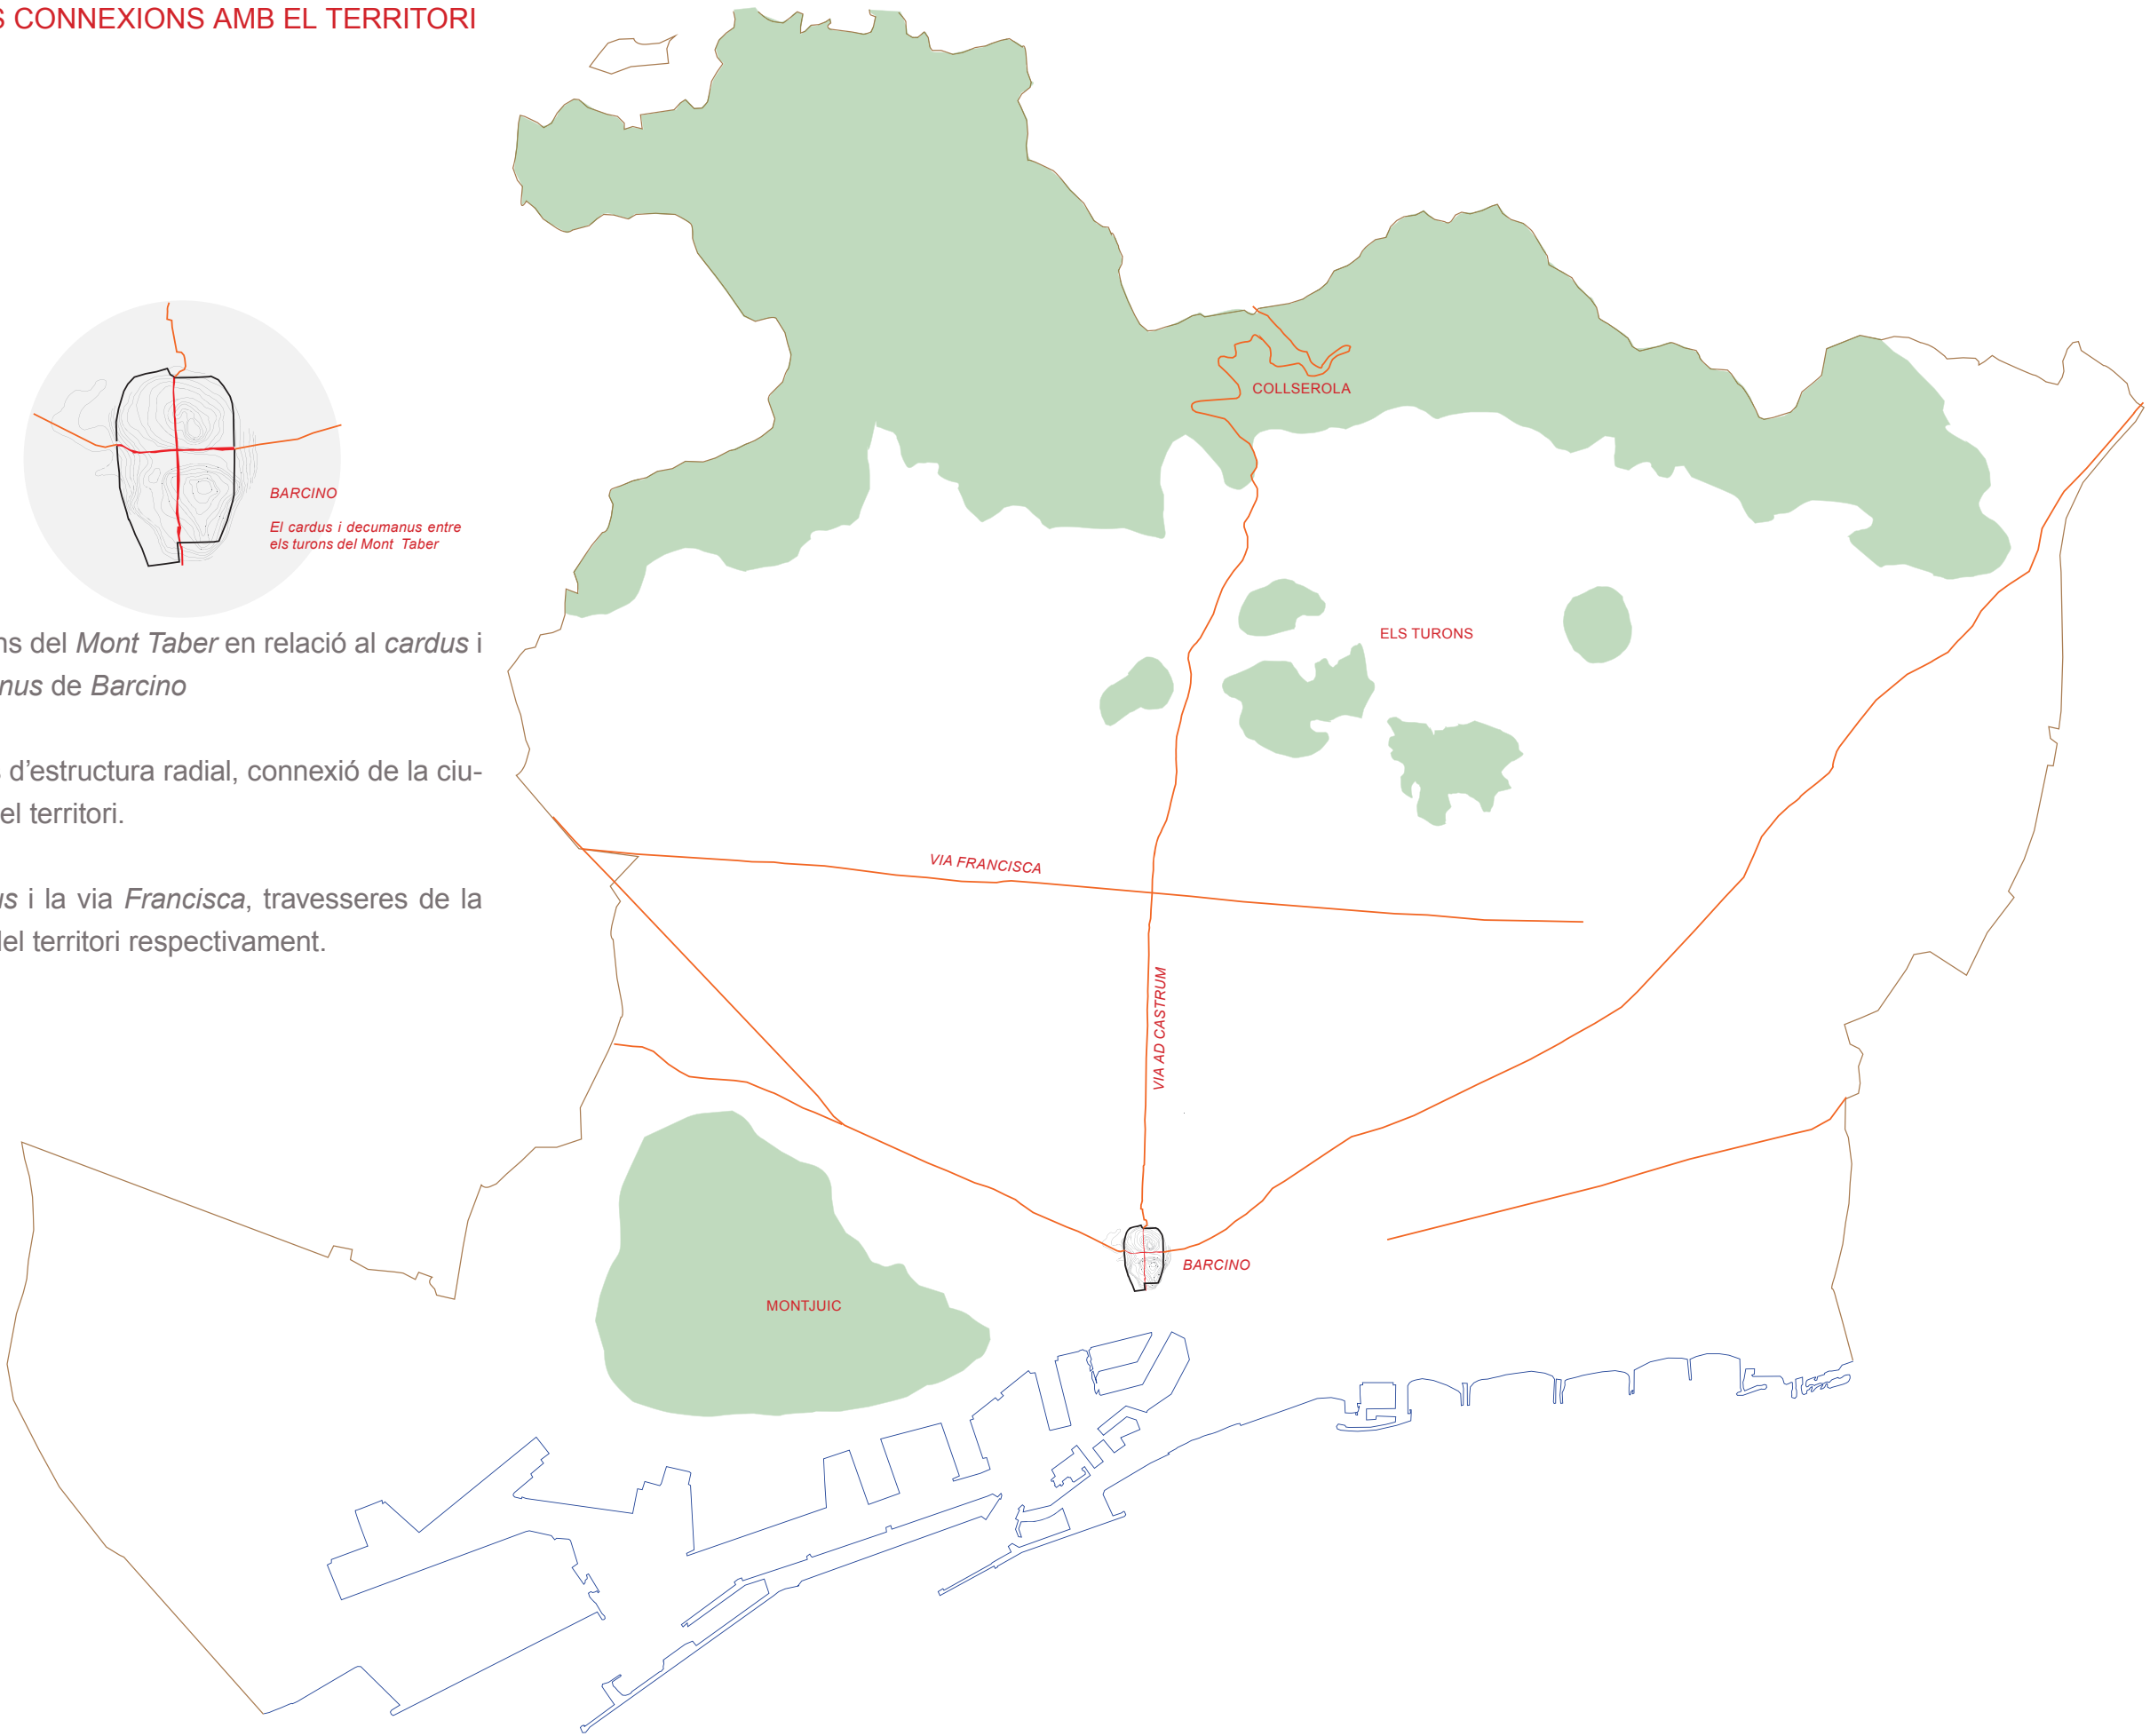 S CONNEXIONS AMB EL TERRITORI
BARCINO
El cardus i decumanus entre
els turons del Mont Taber
ns del Mont Taber en relació al cardus i
nus de Barcino
s d’estructura radial, connexió de la ciu-
el territori.
us i la via Francisca, travesseres de la
del territori respectivament.
COLLSEROLA
ELS TURONS
VIA FRANCISCA
VIA AD CASTRUM
BARCINO
MONTJUIC